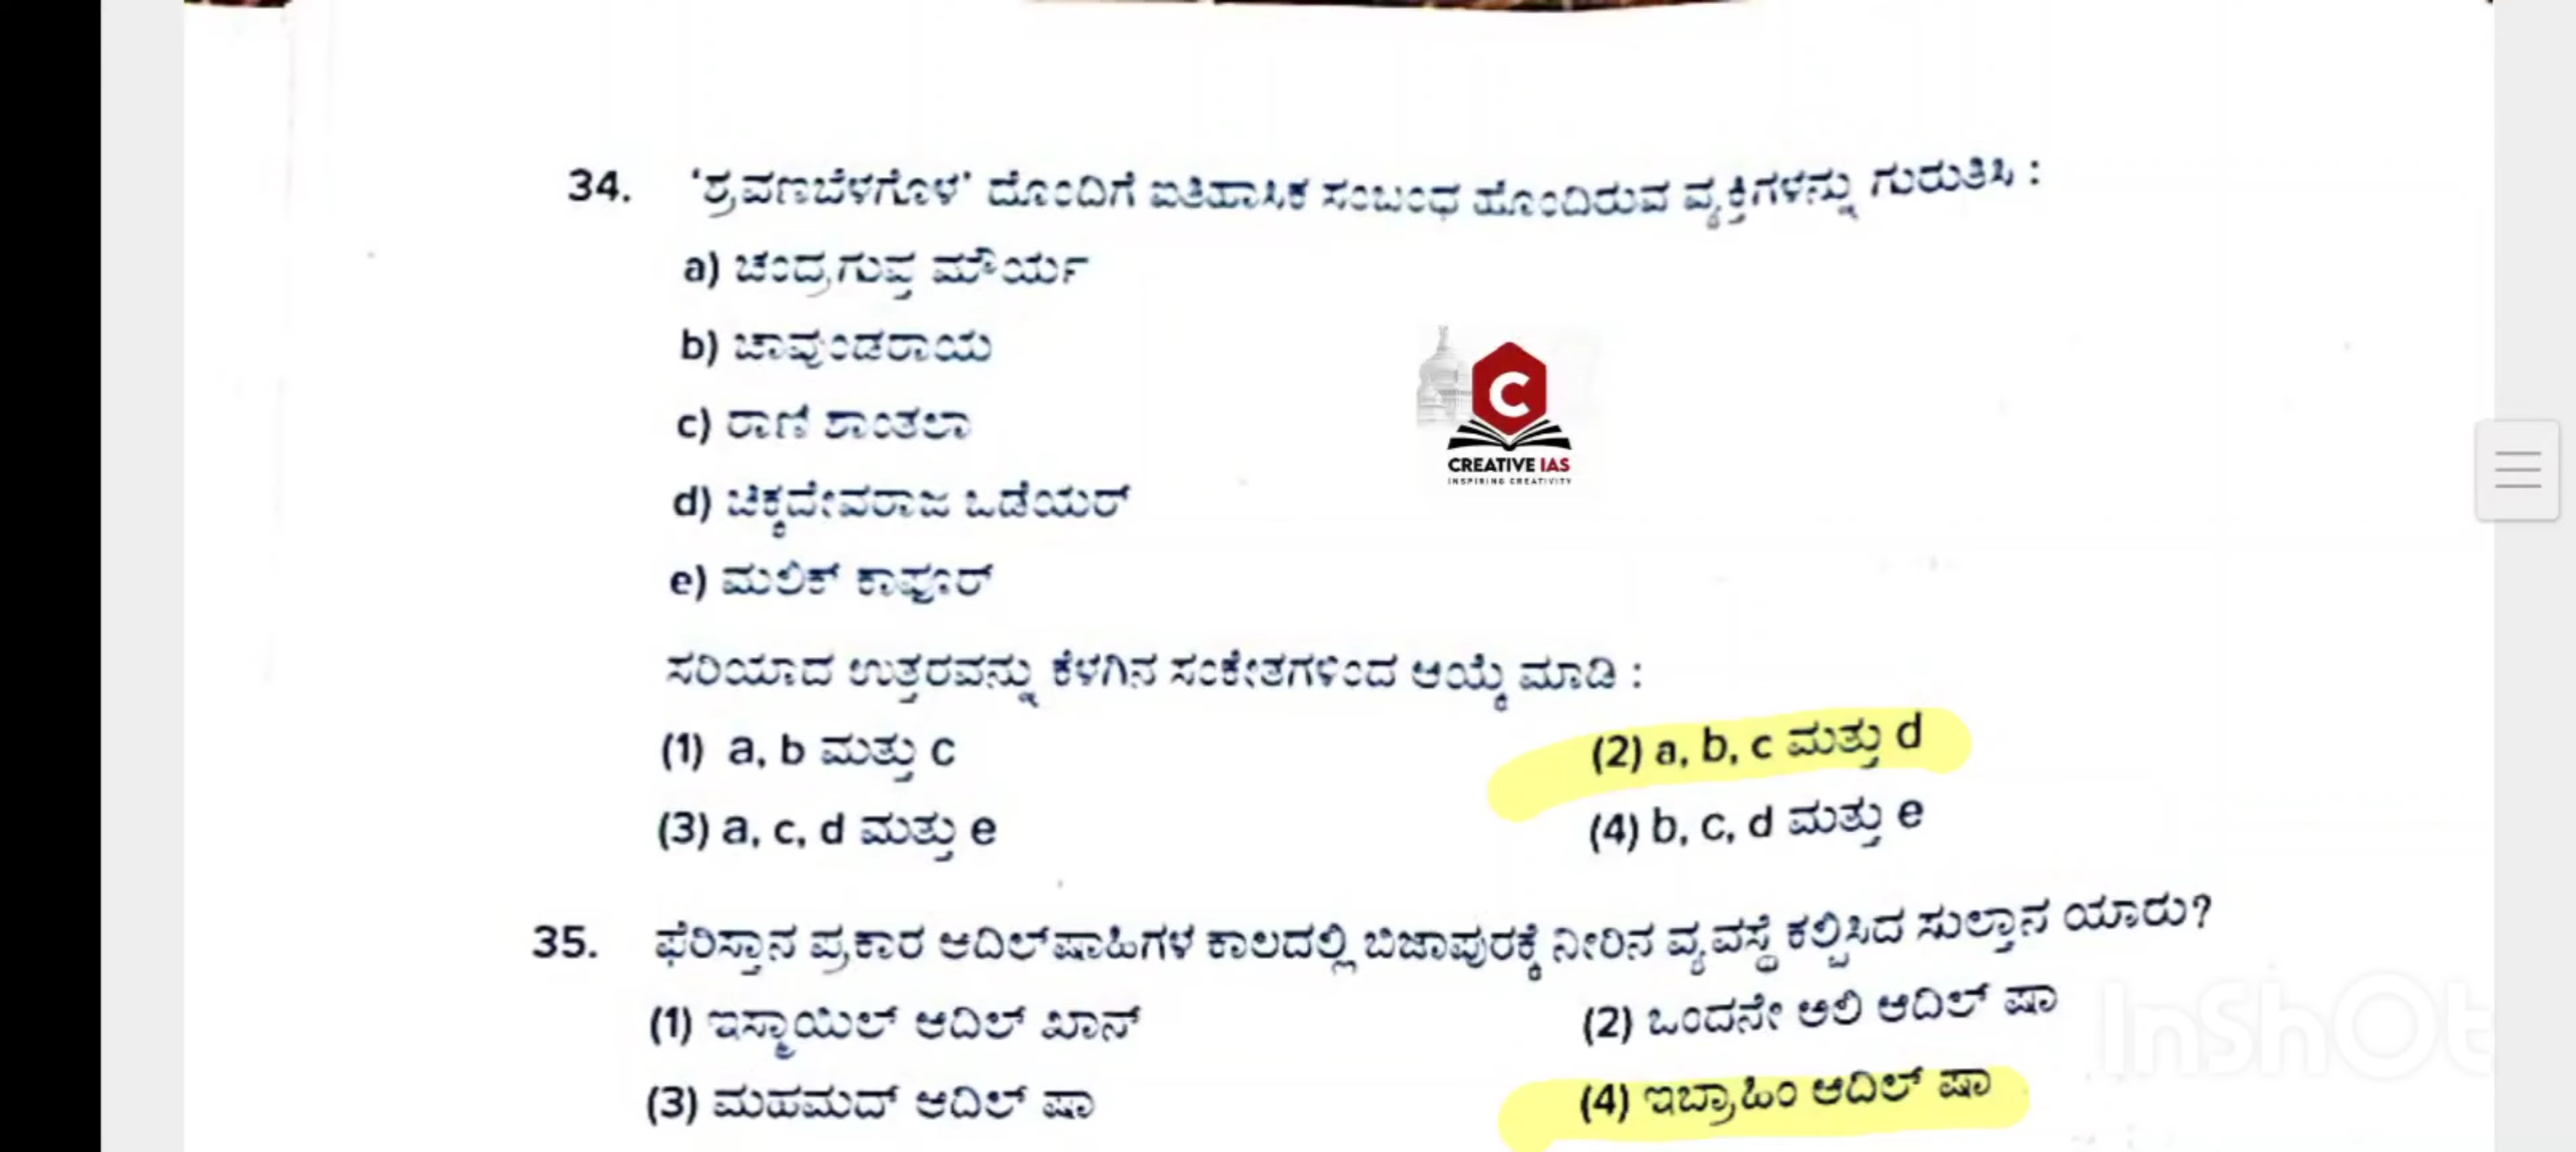 34. ‘ಶ್ರವಣಬೆಳಗೊಳ’ ದೊಂದಿಗೆ ಐತಿಹಾಸಿಕ ಸಂಬಂಧ ಹೊಂದಿರುವ ವ್ಯಕ್ತಿಗಳನ್ನು ಗುರುತಿಸಿ :
a) ಚಂದ್ರಗುಪ್ತ ಮೌರ್ಯ
b) ಚಾವುಂಡರಾಯ
c) ರಾಣಿ ಶಾಂತಲಾ
d) ಚಿಕ್ಕದೇವರಾಜ ಒಡೆಯರ್
e) ಮಲಿಕ್ ಕಾಫೂರ್
CREATIVE IAS
INSPIRING CREATIVITY
ಸರಿಯಾದ ಉತ್ತರವನ್ನು ಕೆಳಗಿನ ಸಂಕೇತಗಳಿಂದ ಆಯ್ಕೆ ಮಾಡಿ :
(1) a, b ಮತ್ತು c (2) a, b, c ಮತ್ತು d
(3) a, c, d ಮತ್ತು e (4) b, c, d ಮತ್ತು e
35. ಫೆರಿಸ್ತಾನ ಪ್ರಕಾರ ಆದಿಲ್‌ಷಾಹಿಗಳ ಕಾಲದಲ್ಲಿ ಬಿಜಾಪುರಕ್ಕೆ ನೀರಿನ ವ್ಯವಸ್ಥೆ ಕಲ್ಪಿಸಿದ ಸುಲ್ತಾನ ಯಾರು?
(1) ಇಸ್ಮಾಯಿಲ್ ಆದಿಲ್ ಖಾನ್ (2) ಒಂದನೇ ಅಲಿ ಆದಿಲ್ ಷಾ
(3) ಮಹಮದ್ ಆದಿಲ್ ಷಾ (4) ಇಬ್ರಾಹಿಂ ಆದಿಲ್ ಷಾ
InShOt